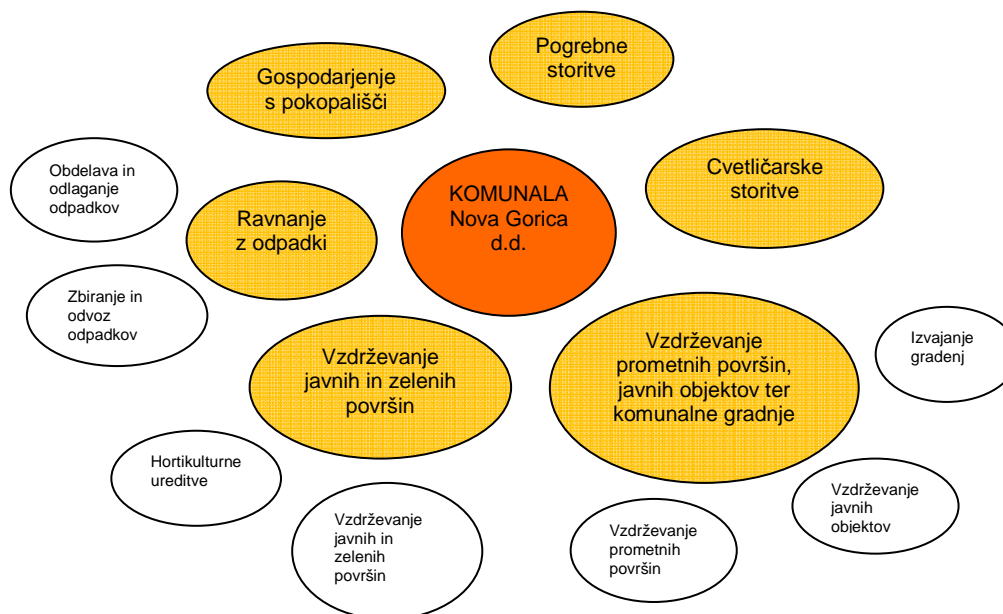 Pogrebne
storitve
Gospodarjenje
s pokopališči
Obdelava in
odlaganje
odpadkov
Cvetličarske
storitve
KOMUNALA
Nova Gorica
d.d.
Ravnanje
z odpadki
Zbiranje in
odvoz
odpadkov
Vzdrževanje
javnih in zelenih
površin
Vzdrževanje
prometnih površin,
javnih objektov ter
komunalne gradnje
Izvajanje
gradenj
Hortikulturne
ureditve
Vzdrževanje
javnih in
zelenih
površin
Vzdrževanje
prometnih
površin
Vzdrževanje
javnih
objektov